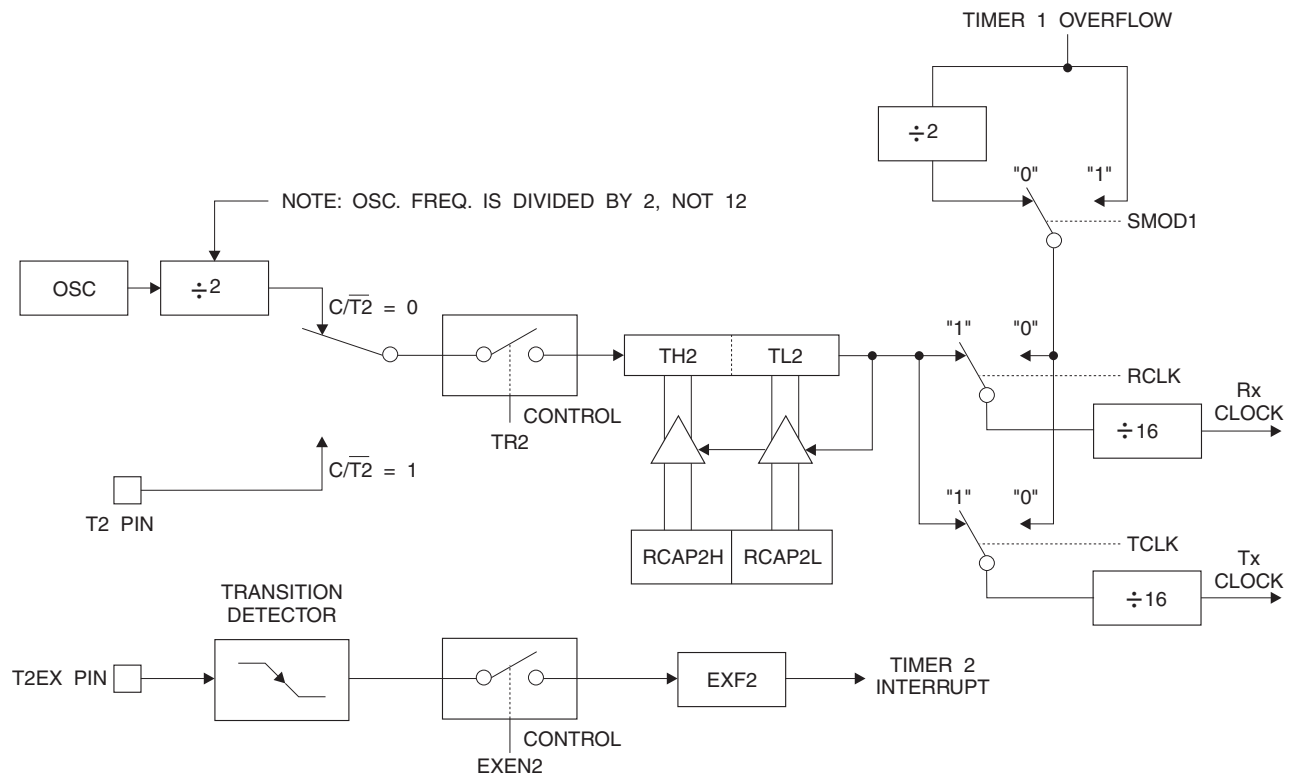 TIMER 1 OVERFLOW
÷2
"0" "1"
SMOD1
NOTE: OSC. FREQ. IS DIVIDED BY 2, NOT 12
OSC
÷2
C/T2̅ = 0
TH2 TL2
"1" "0"
RCLK
Rx
CLOCK
÷16
CONTROL
TR2
C/T2̅ = 1
T2 PIN
RCAP2H RCAP2L
"1" "0"
TCLK
Tx
CLOCK
÷16
TRANSITION
DETECTOR
T2EX PIN
EXF2
TIMER 2
INTERRUPT
CONTROL
EXEN2